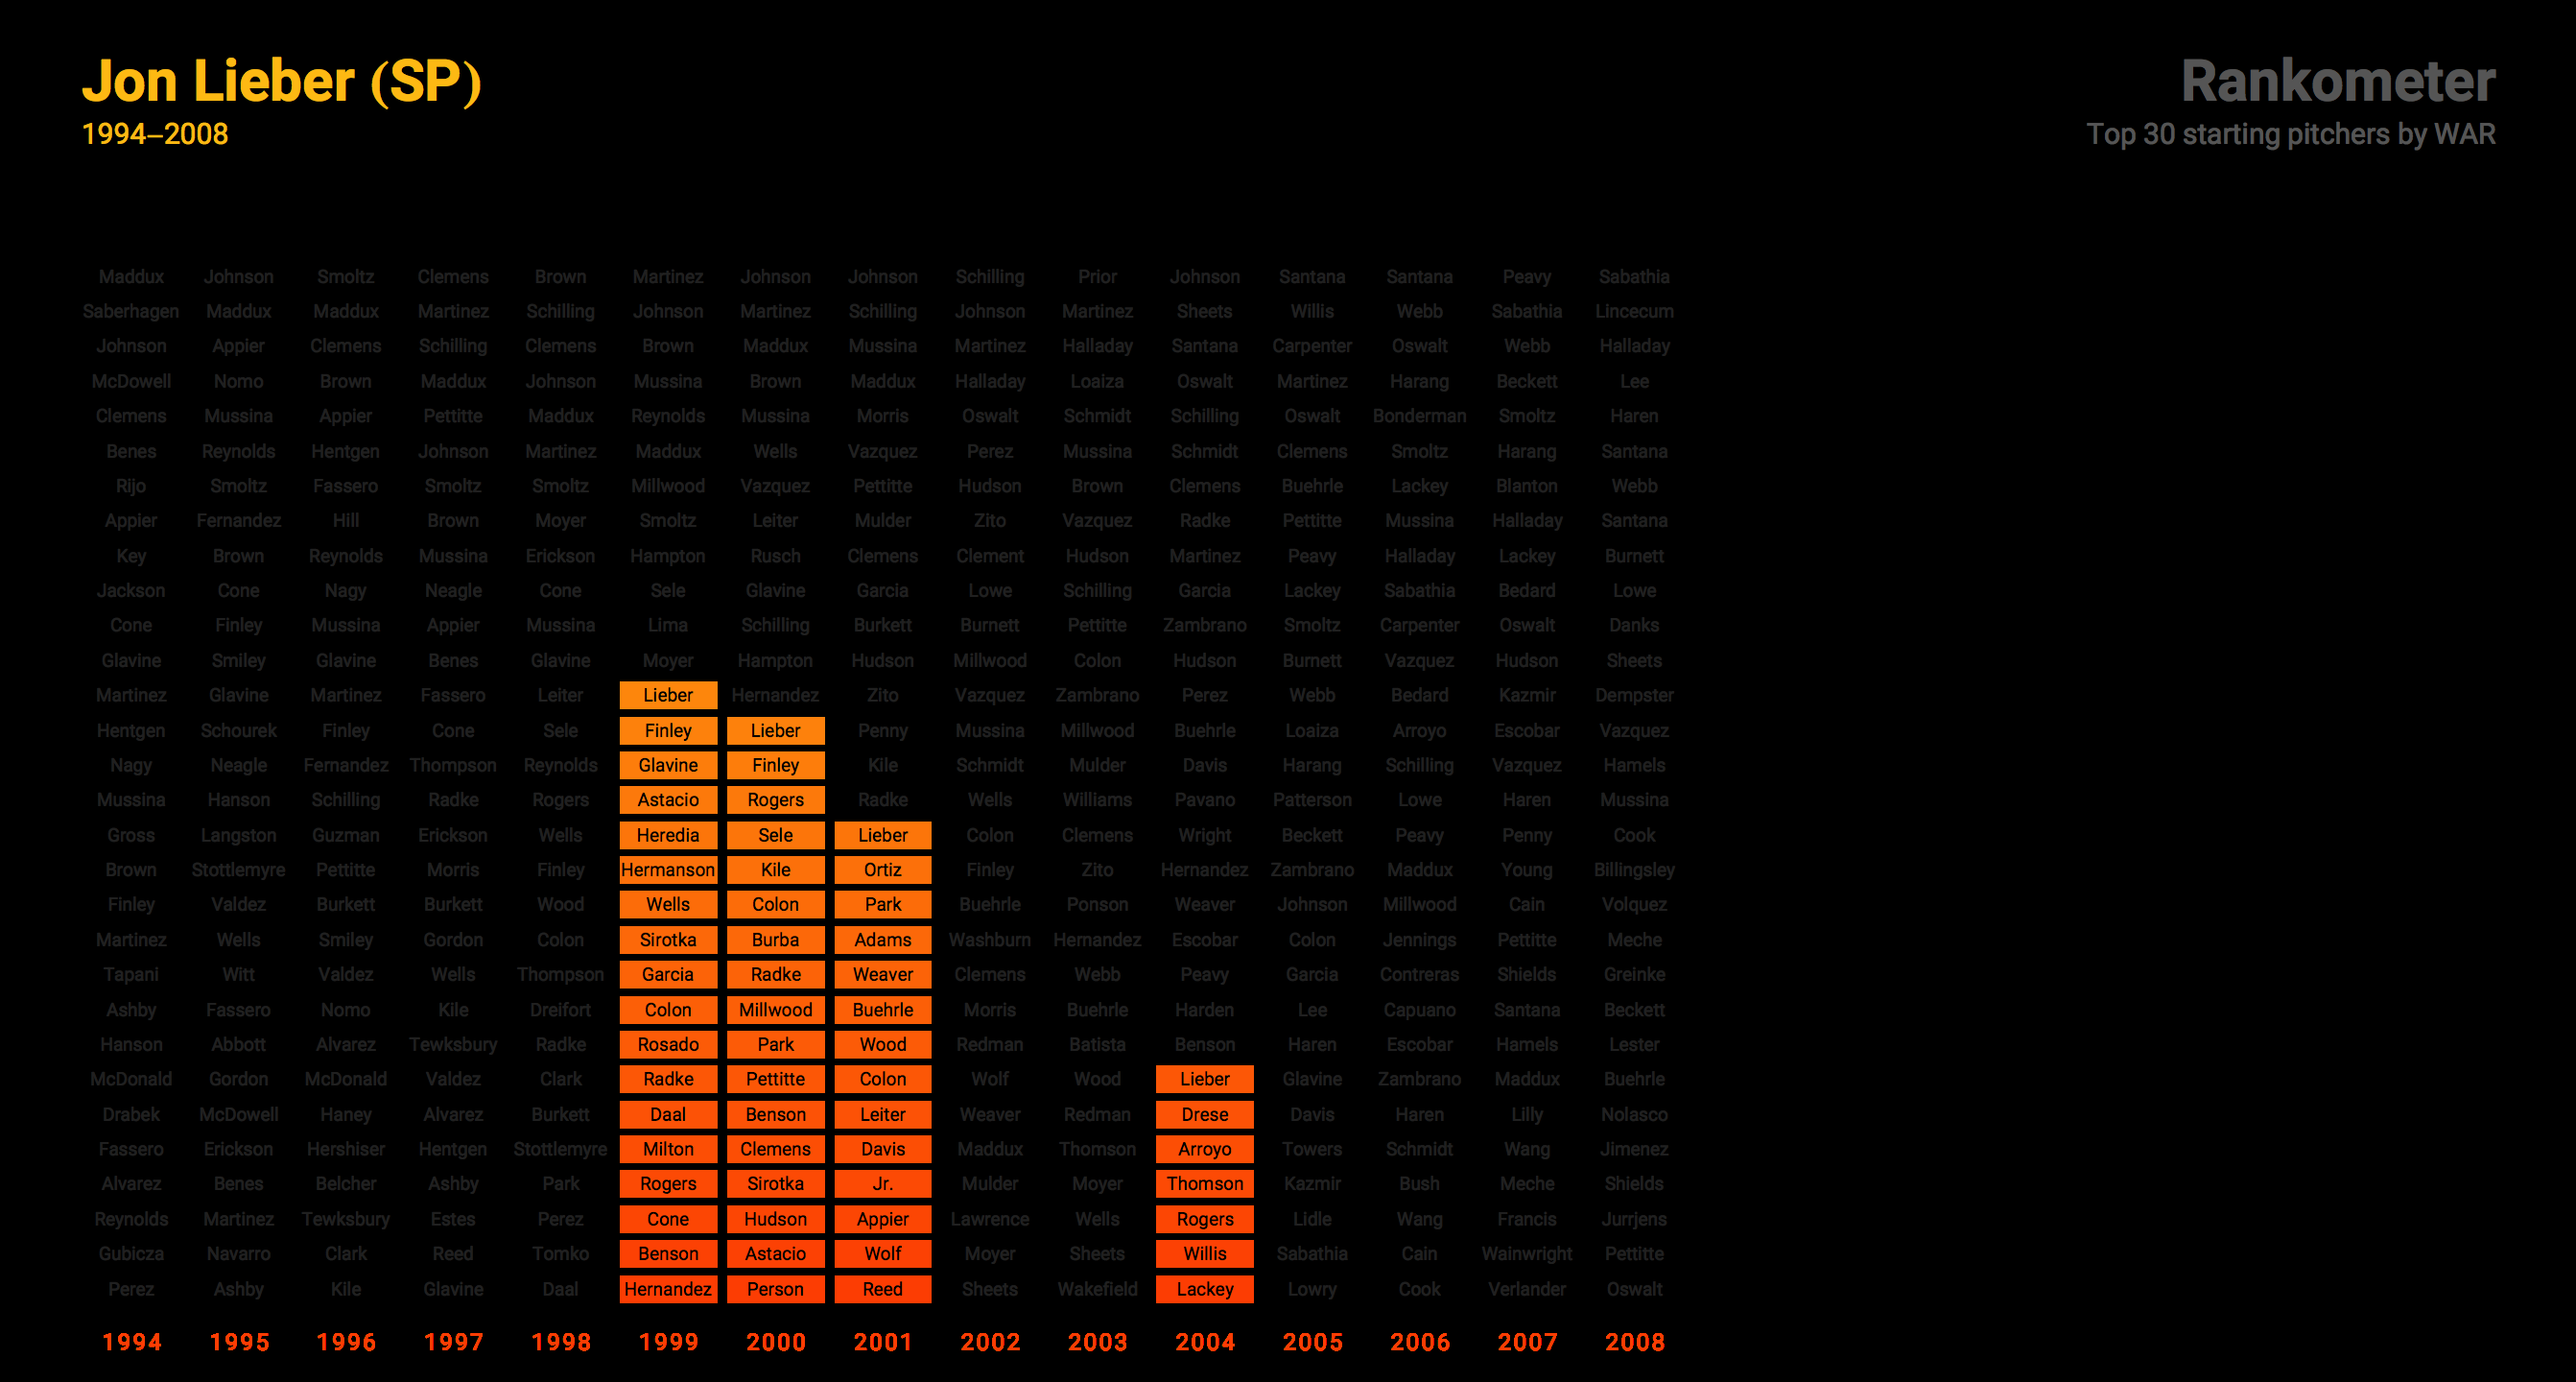 Jon Lieber (SP)
1994–2008
Rankometer
Top 30 starting pitchers by WAR
Maddux Johnson Smoltz Clemens Brown Martinez Johnson Johnson Schilling Prior Johnson Santana Santana Peavy Sabathia
Saberhagen Maddux Maddux Martinez Schilling Johnson Martinez Schilling Johnson Martinez Sheets Willis Webb Sabathia Lincecum
Johnson Appier Clemens Schilling Clemens Brown Maddux Mussina Martinez Halladay Santana Carpenter Oswalt Webb Halladay
McDowell Nomo Brown Maddux Johnson Mussina Brown Maddux Halladay Loaiza Oswalt Martinez Harang Beckett Lee
Clemens Mussina Appier Pettitte Maddux Reynolds Mussina Morris Oswalt Schmidt Schilling Oswalt Bonderman Smoltz Haren
Benes Reynolds Hentgen Johnson Martinez Maddux Wells Vazquez Perez Mussina Schmidt Clemens Smoltz Harang Santana
Rijo Smoltz Fassero Smoltz Smoltz Millwood Vazquez Pettitte Hudson Brown Clemens Buehrle Lackey Blanton Webb
Appier Fernandez Hill Brown Moyer Smoltz Leiter Mulder Zito Vazquez Radke Pettitte Mussina Halladay Santana
Key Brown Reynolds Mussina Erickson Hampton Rusch Clemens Clement Hudson Martinez Peavy Halladay Lackey Burnett
Jackson Cone Nagy Neagle Cone Sele Glavine Garcia Lowe Schilling Garcia Lackey Sabathia Bedard Lowe
Cone Finley Mussina Appier Mussina Lima Schilling Burkett Burnett Pettitte Zambrano Smoltz Carpenter Oswalt Danks
Glavine Smiley Glavine Benes Glavine Moyer Hampton Hudson Millwood Colon Hudson Burnett Vazquez Hudson Sheets
Martinez Glavine Martinez Fassero Leiter Lieber Hernandez Zito Vazquez Zambrano Perez Webb Bedard Kazmir Dempster
Hentgen Schourek Finley Cone Sele Finley Lieber Penny Mussina Millwood Buehrle Loaiza Arroyo Escobar Vazquez
Nagy Neagle Fernandez Thompson Reynolds Glavine Finley Kile Schmidt Mulder Davis Harang Schilling Vazquez Hamels
Mussina Hanson Schilling Radke Rogers Astacio Rogers Radke Wells Williams Pavano Patterson Lowe Haren Mussina
Gross Langston Guzman Erickson Wells Heredia Sele Lieber Colon Clemens Wright Beckett Peavy Penny Cook
Brown Stottlemyre Pettitte Morris Finley Hermanson Kile Ortiz Finley Zito Hernandez Zambrano Maddux Young Billingsley
Finley Valdez Burkett Burkett Wood Wells Colon Park Buehrle Ponson Weaver Johnson Millwood Cain Volquez
Martinez Wells Smiley Gordon Colon Sirotka Burba Adams Washburn Hernandez Escobar Colon Jennings Pettitte Meche
Tapani Witt Valdez Wells Thompson Garcia Radke Weaver Clemens Webb Peavy Garcia Contreras Shields Greinke
Ashby Fassero Nomo Kile Dreifort Colon Millwood Buehrle Morris Buehrle Harden Lee Capuano Santana Beckett
Hanson Abbott Alvarez Tewksbury Radke Rosado Park Wood Redman Batista Benson Haren Escobar Hamels Lester
McDonald Gordon McDonald Valdez Clark Radke Pettitte Colon Wolf Wood Lieber Glavine Zambrano Maddux Buehrle
Drabek McDowell Haney Alvarez Burkett Daal Benson Leiter Weaver Redman Drese Davis Haren Lilly Nolasco
Fassero Erickson Hershiser Hentgen Stottlemyre Milton Clemens Davis Maddux Thomson Arroyo Towers Schmidt Wang Jimenez
Alvarez Benes Belcher Ashby Park Rogers Sirotka Jr. Mulder Moyer Thomson Kazmir Bush Meche Shields
Reynolds Martinez Tewksbury Estes Perez Cone Hudson Appier Lawrence Wells Rogers Lidle Wang Francis Jurrjens
Gubicza Navarro Clark Reed Tomko Benson Astacio Wolf Moyer Sheets Willis Sabathia Cain Wainwright Pettitte
Perez Ashby Kile Glavine Daal Hernandez Person Reed Sheets Wakefield Lackey Lowry Cook Verlander Oswalt
1994 1995 1996 1997 1998 1999 2000 2001 2002 2003 2004 2005 2006 2007 2008